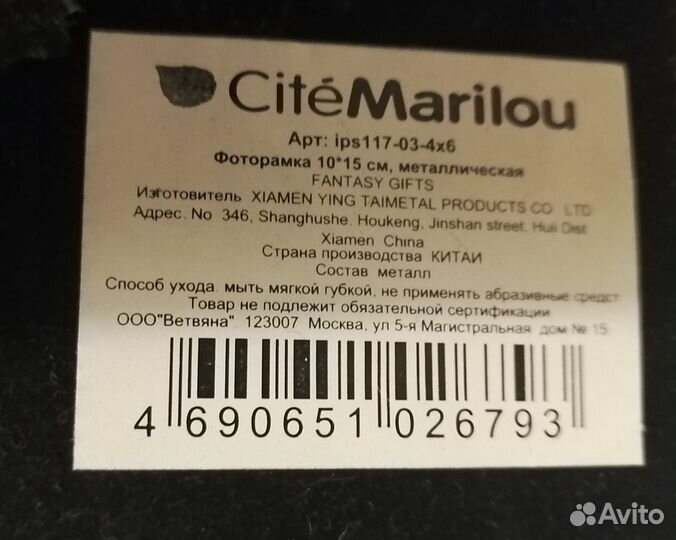 CitéMarilou
Арт: ips117-03-4x6
Фоторамка 10*15 см, металлическая
FANTASY GIFTS
Изготовитель XIAMEN YING TAIMETAL PRODUCTS CO LTD
Адрес. No 346, Shanghushe. Houkeng, Jinshan street, Huli Dist
Xiamen China
Страна производства КИТАИ
Состав металл
Способ ухода мыть мягкой губкой, не применять абразивные средст
Товар не подлежит обязательной сертификации
ООО"Ветвяна" 123007 Москва, ул 5-я Магистральная дом № 15
4 690651 026793
Avito